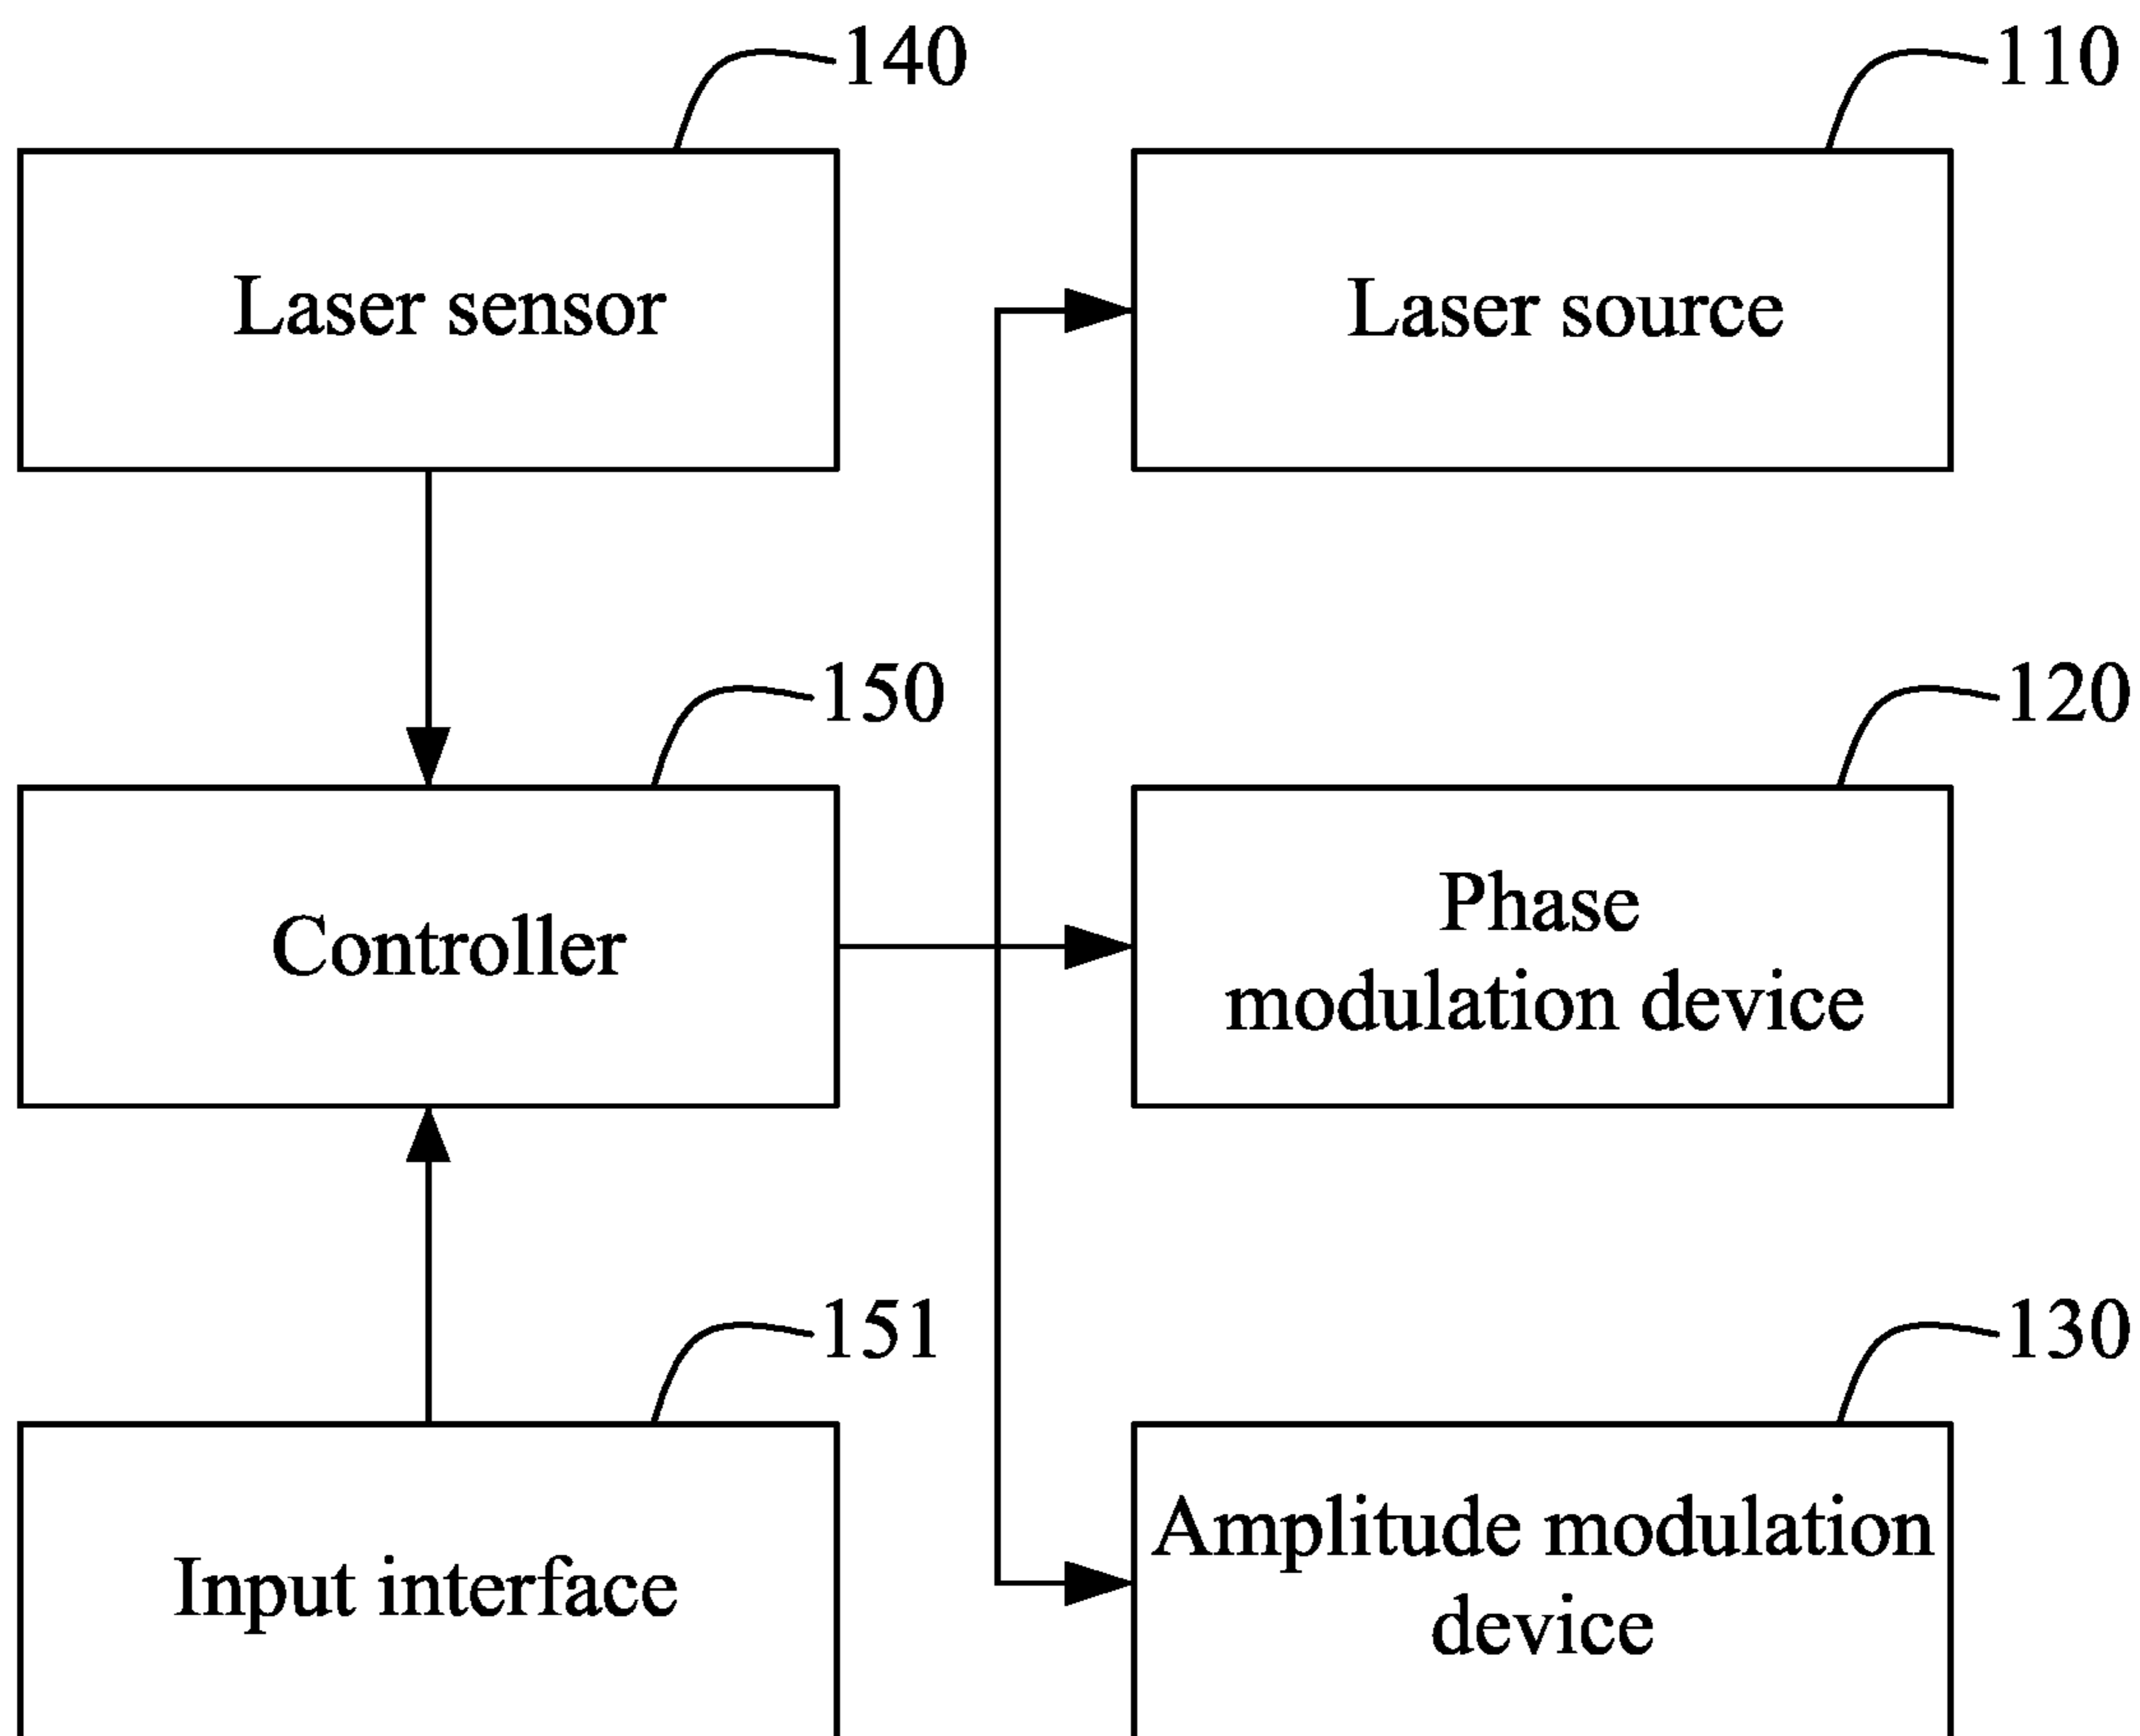 140
110
Laser sensor
Laser source
150
120
Controller
Phase
modulation device
151
130
Input interface
Amplitude modulation
device